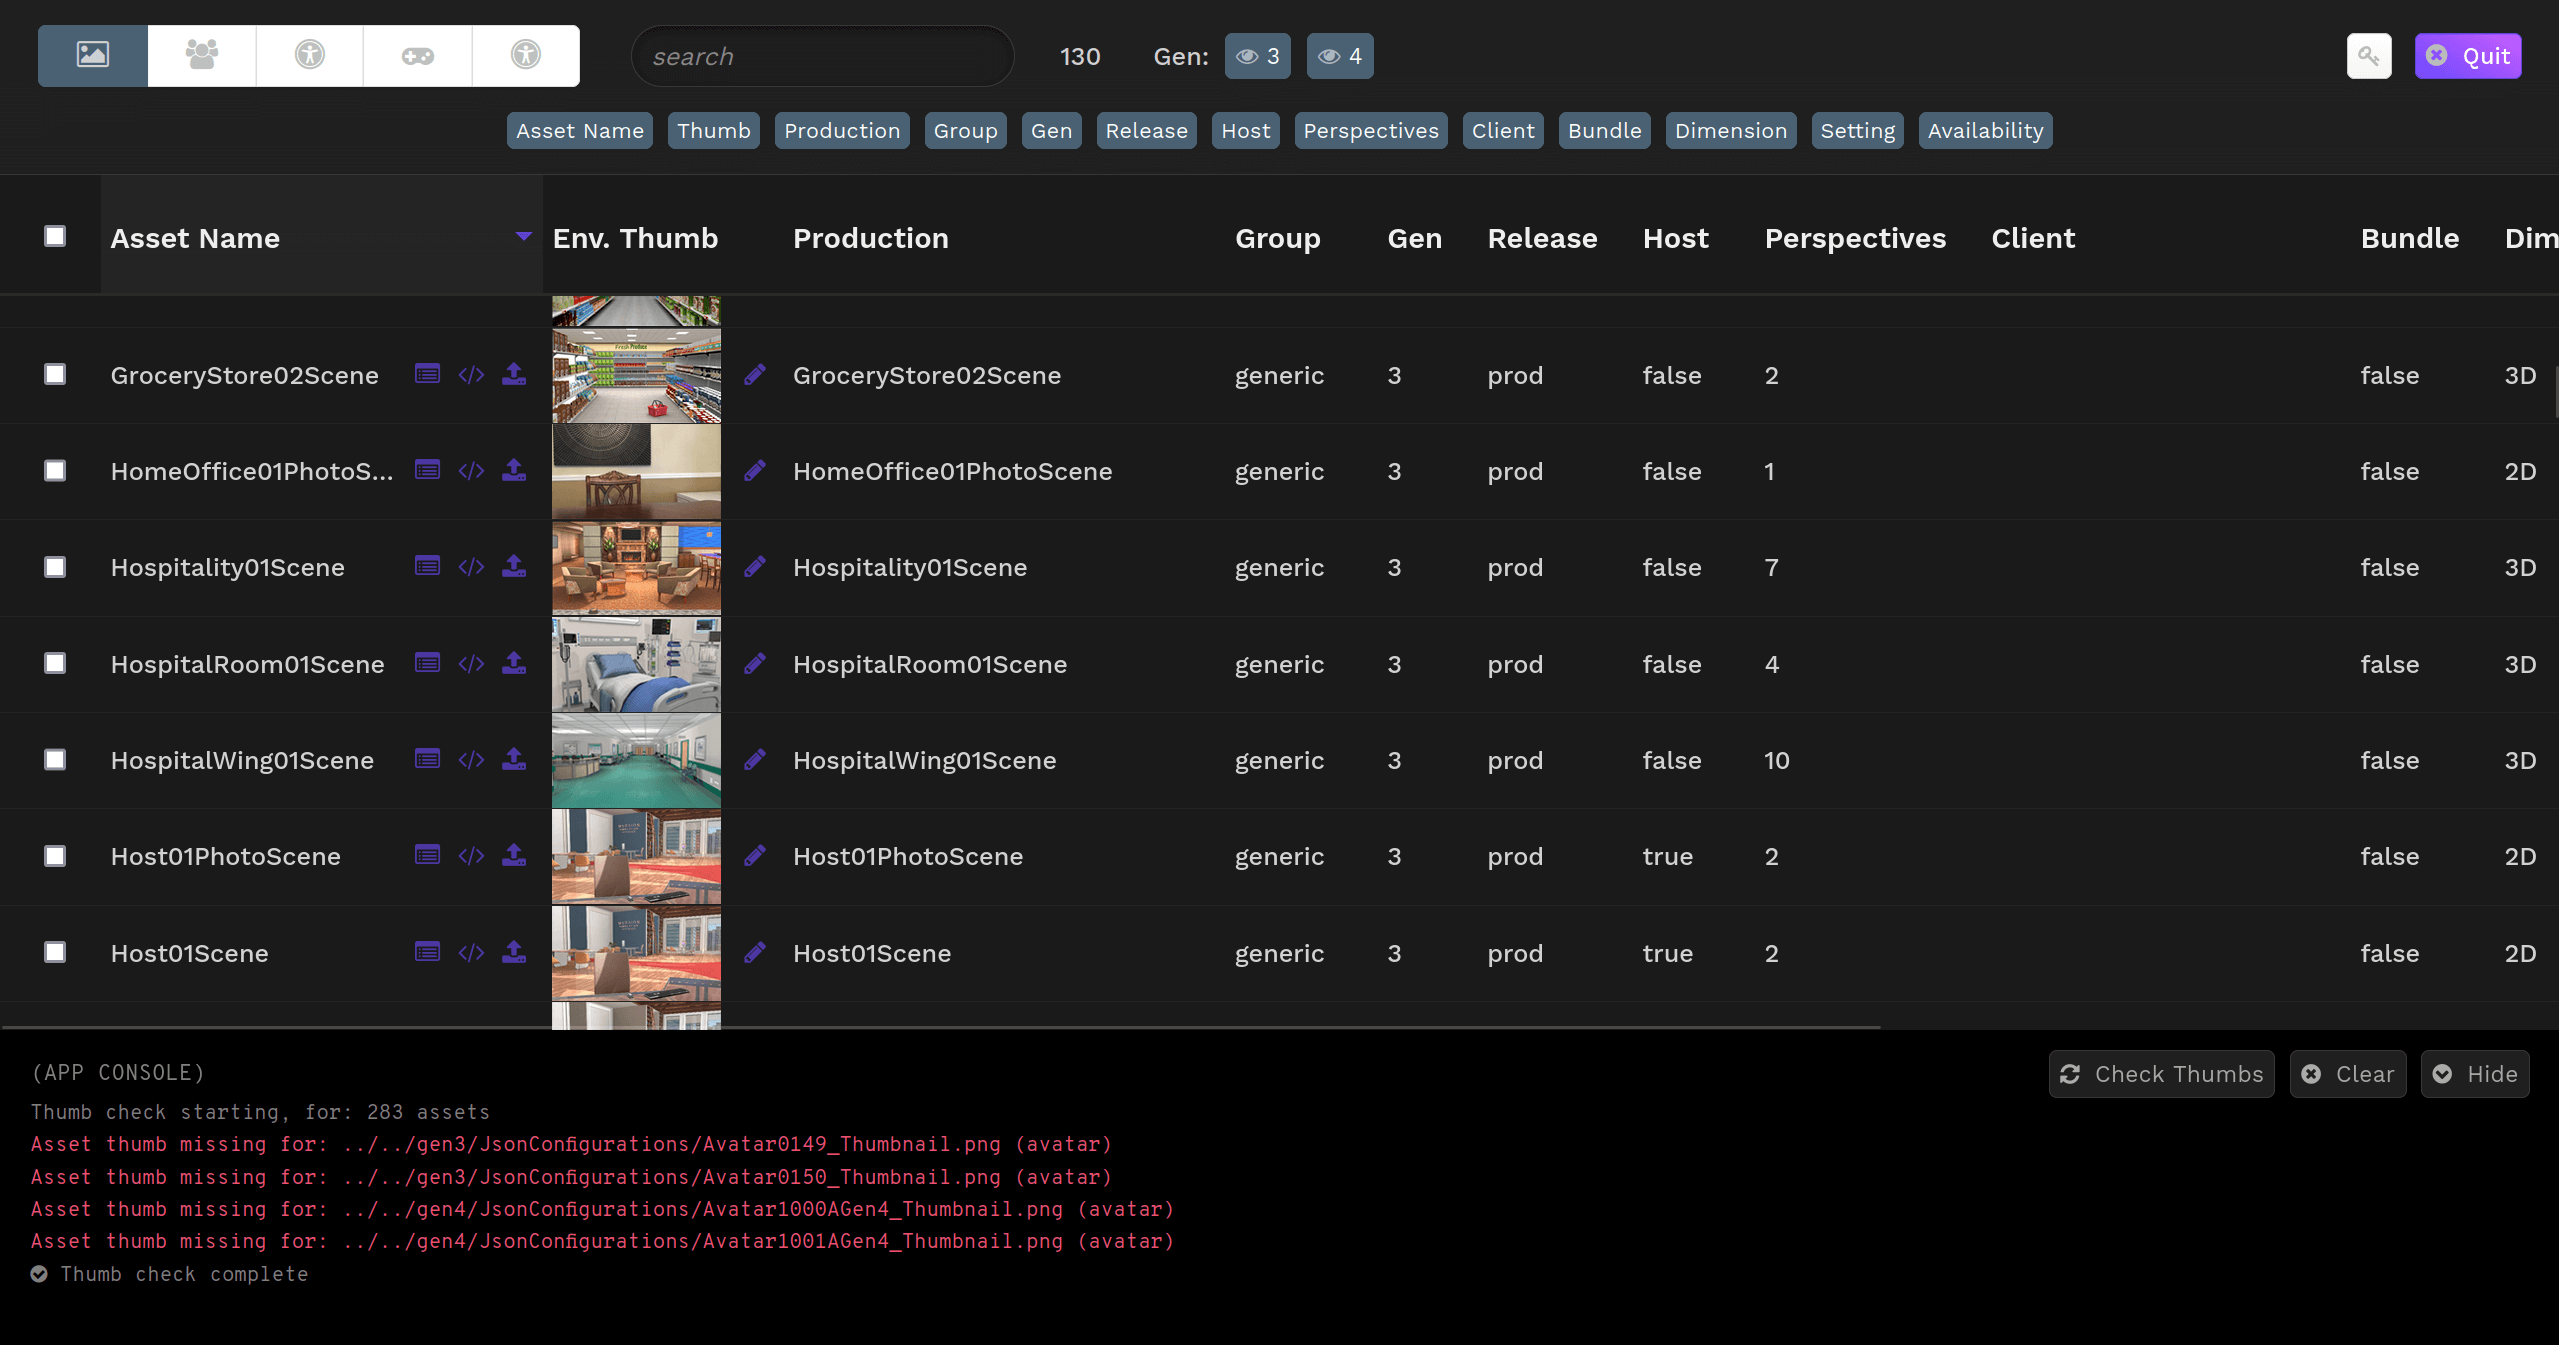 search 130 Gen: 3 4 Quit
Asset Name Thumb Production Group Gen Release Host Perspectives Client Bundle Dimension Setting Availability
Asset Name Env. Thumb Production Group Gen Release Host Perspectives Client Bundle Dim
Fresh Produce
GroceryStore02Scene </> GroceryStore02Scene generic 3 prod false 2 false 3D
HomeOffice01PhotoS... </> HomeOffice01PhotoScene generic 3 prod false 1 false 2D
Hospitality01Scene </> Hospitality01Scene generic 3 prod false 7 false 3D
HospitalRoom01Scene </> HospitalRoom01Scene generic 3 prod false 4 false 3D
HospitalWing01Scene </> HospitalWing01Scene generic 3 prod false 10 false 3D
Host01PhotoScene </> Host01PhotoScene generic 3 prod true 2 false 2D
Host01Scene </> Host01Scene generic 3 prod true 2 false 2D
(APP CONSOLE) Check Thumbs Clear Hide
Thumb check starting, for: 283 assets
Asset thumb missing for: ../../gen3/JsonConfigurations/Avatar0149_Thumbnail.png (avatar)
Asset thumb missing for: ../../gen3/JsonConfigurations/Avatar0150_Thumbnail.png (avatar)
Asset thumb missing for: ../../gen4/JsonConfigurations/Avatar1000AGen4_Thumbnail.png (avatar)
Asset thumb missing for: ../../gen4/JsonConfigurations/Avatar1001AGen4_Thumbnail.png (avatar)
Thumb check complete